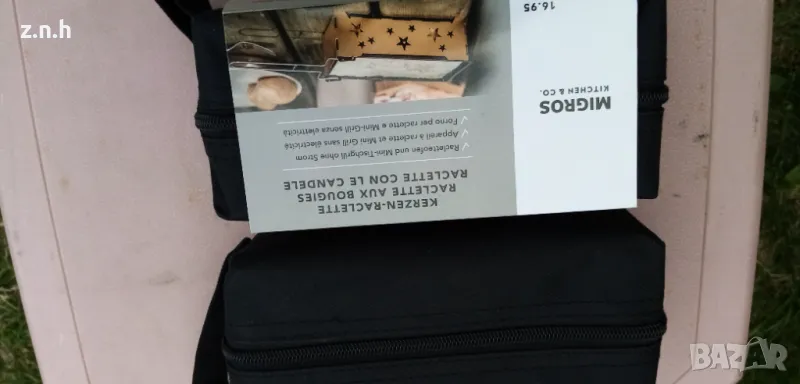 KERZEN-RACLETTE
RACLETTE AUX BOUGIES
RACLETTE CON LE CANDELE
✓ Racletteofen und Mini-Tischgrill ohne Strom
✓ Appareil à raclette et Mini Grill sans électricité
✓ Forno per raclette e Mini-Grill senza elettricità
MIGROS
KITCHEN & CO.
16.95
z.n.h
BAZAR